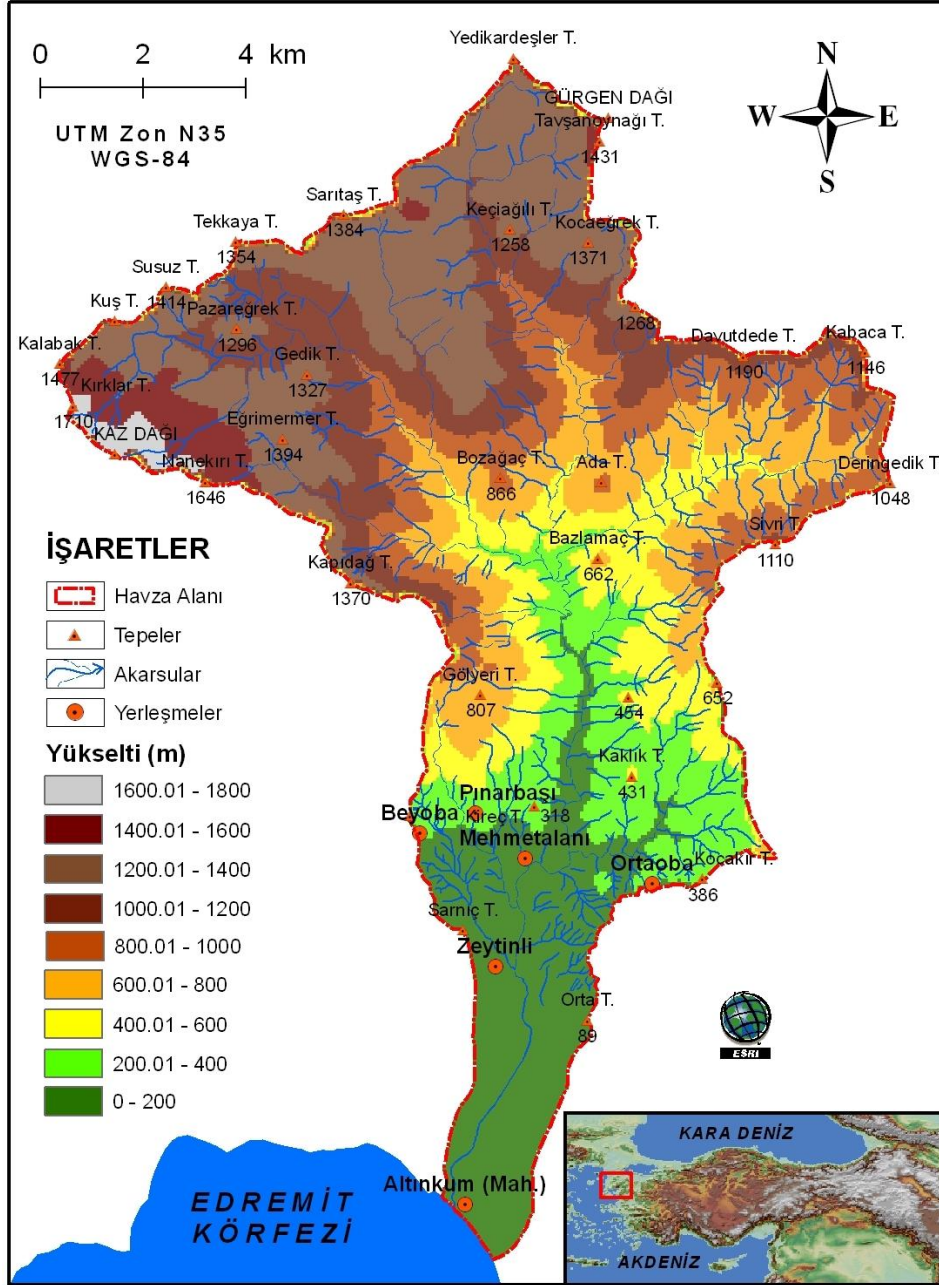 Yedikardeşler T.
0 2 4 km
N
W E
S
UTM Zon N35
WGS-84
GÜRGEN DAĞI
Tavşanoynağı T.
1431
Sarıtaş T.
1384
Keçiağılı T.
1258
Kocaeğrek T.
1371
Tekkaya T.
1354
Susuz T.
1414
Kuş T.
Pazareğrek T.
1296
1268
Davutdede T.
1190
Kabaca T.
1146
Kalabak T.
1477
Gedik T.
1327
Kırklar T.
1710
KAZ DAĞI
Eğrimermer T.
1394
Nanekırı T.
1646
Bozağaç T.
866
Ada T.
Deringedik T.
1048
Sivri T.
1110
Bazlamaç T.
662
Kapıdağ T.
1370
İŞARETLER
Havza Alanı
Tepeler
Akarsular
Yerleşmeler
Gölyeri T.
807
454
652
Kaklık T.
431
Pınarbaşı
Kireç T.
318
Beyoba
Mehmetalanı
Ortaoba
Kocakır T.
386
Sarnıç T.
Zeytinli
Orta T.
89
Yükselti (m)
1600.01 - 1800
1400.01 - 1600
1200.01 - 1400
1000.01 - 1200
800.01 - 1000
600.01 - 800
400.01 - 600
200.01 - 400
0 - 200
ESRI
Altınkum (Mah.)
EDREMİT
KÖRFEZİ
KARA DENİZ
AKDENİZ